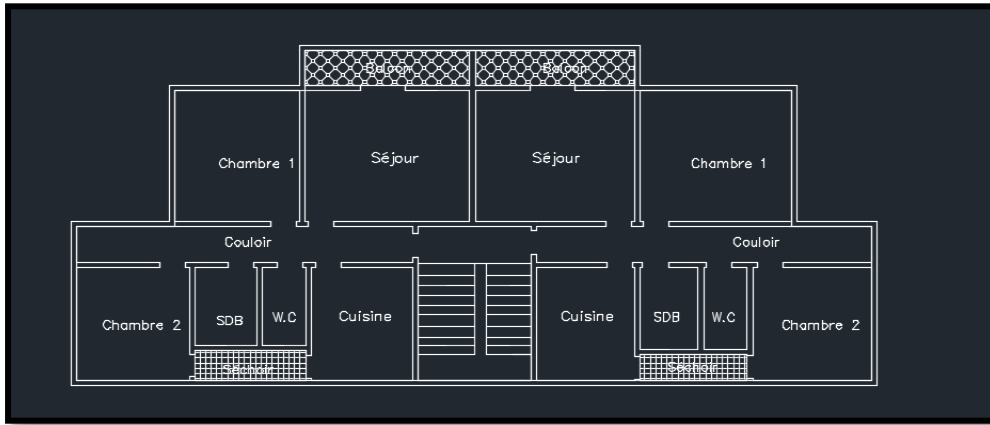 Balcon Balcon
Chambre 1 Séjour Séjour Chambre 1
Couloir Couloir
Chambre 2 SDB W.C Cuisine Cuisine SDB W.C Chambre 2
Séchoir Séchoir